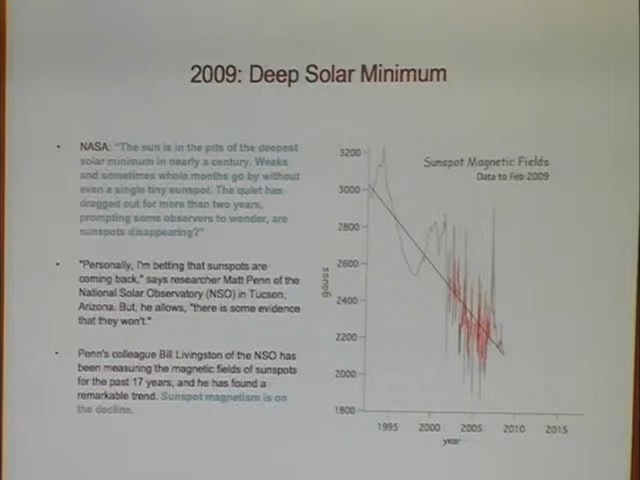 2009: Deep Solar Minimum
• NASA: "The sun is in the pits of the deepest
solar minimum in nearly a century. Weeks
and sometimes whole months go by without
even a single tiny sunspot. The quiet has
dragged out for more than two years,
prompting some observers to wonder, are
sunspots disappearing?"
• "Personally, I'm betting that sunspots are
coming back," says researcher Matt Penn of the
National Solar Observatory (NSO) in Tucson,
Arizona. But, he allows, "there is some evidence
that they won't."
• Penn's colleague Bill Livingston of the NSO has
been measuring the magnetic fields of sunspots
for the past 17 years, and he has found a
remarkable trend. Sunspot magnetism is on
the decline.
Sunspot Magnetic Fields
Data to Feb 2009
gauss
3200
3000
2800
2600
2400
2200
2000
1800
1995 2000 2005 2010 2015
year